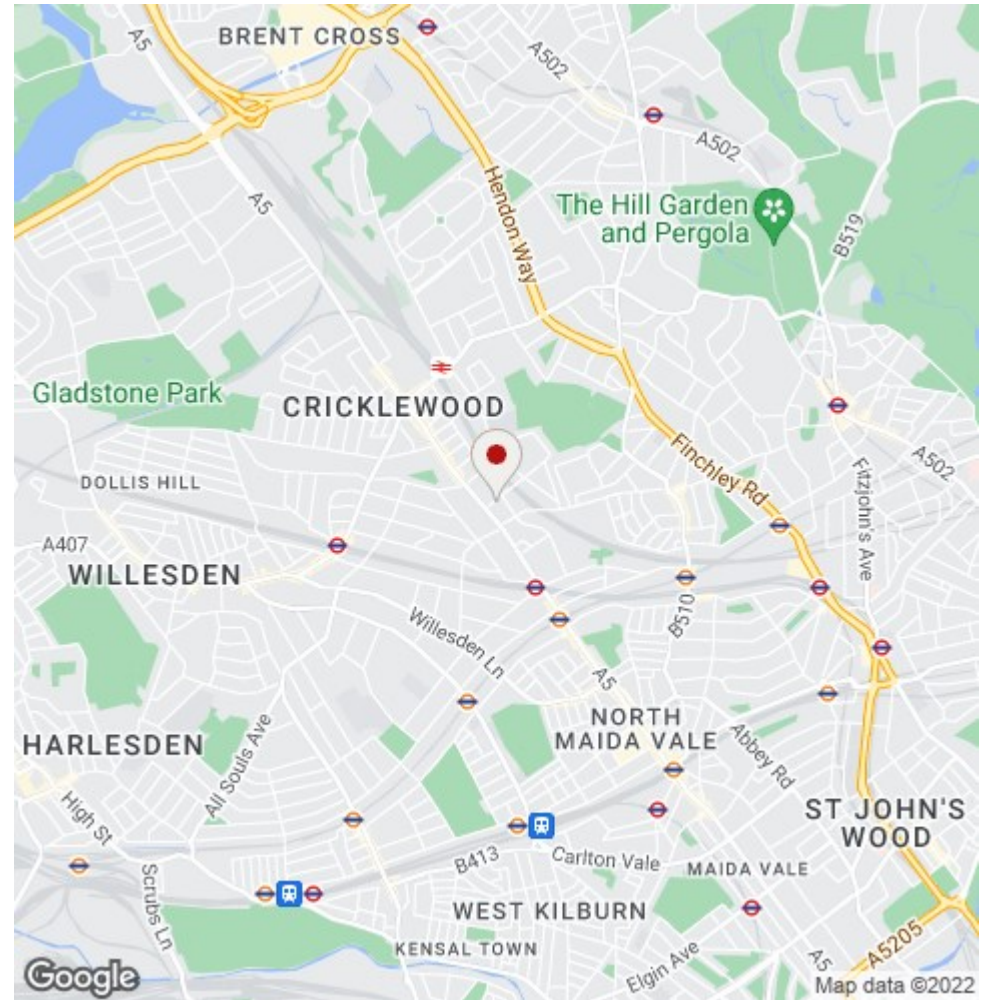 BRENT CROSS
A5
A502
A502
A5
Hendon Way
The Hill Garden
and Pergola
B519
Gladstone Park
CRICKLEWOOD
A502
Finchley Rd
Fitzjohn's Ave
DOLLIS HILL
A407
WILLESDEN
Willesden Ln
B510
A5
NORTH
MAIDA VALE
Abbey Rd
HARLESDEN
All Souls Ave
High St
ST JOHN'S
WOOD
B413
Carlton Vale
MAIDA VALE
Scrubs Ln
WEST KILBURN
KENSAL TOWN
Elgin Ave
A5
A5205
Google
Map data ©2022